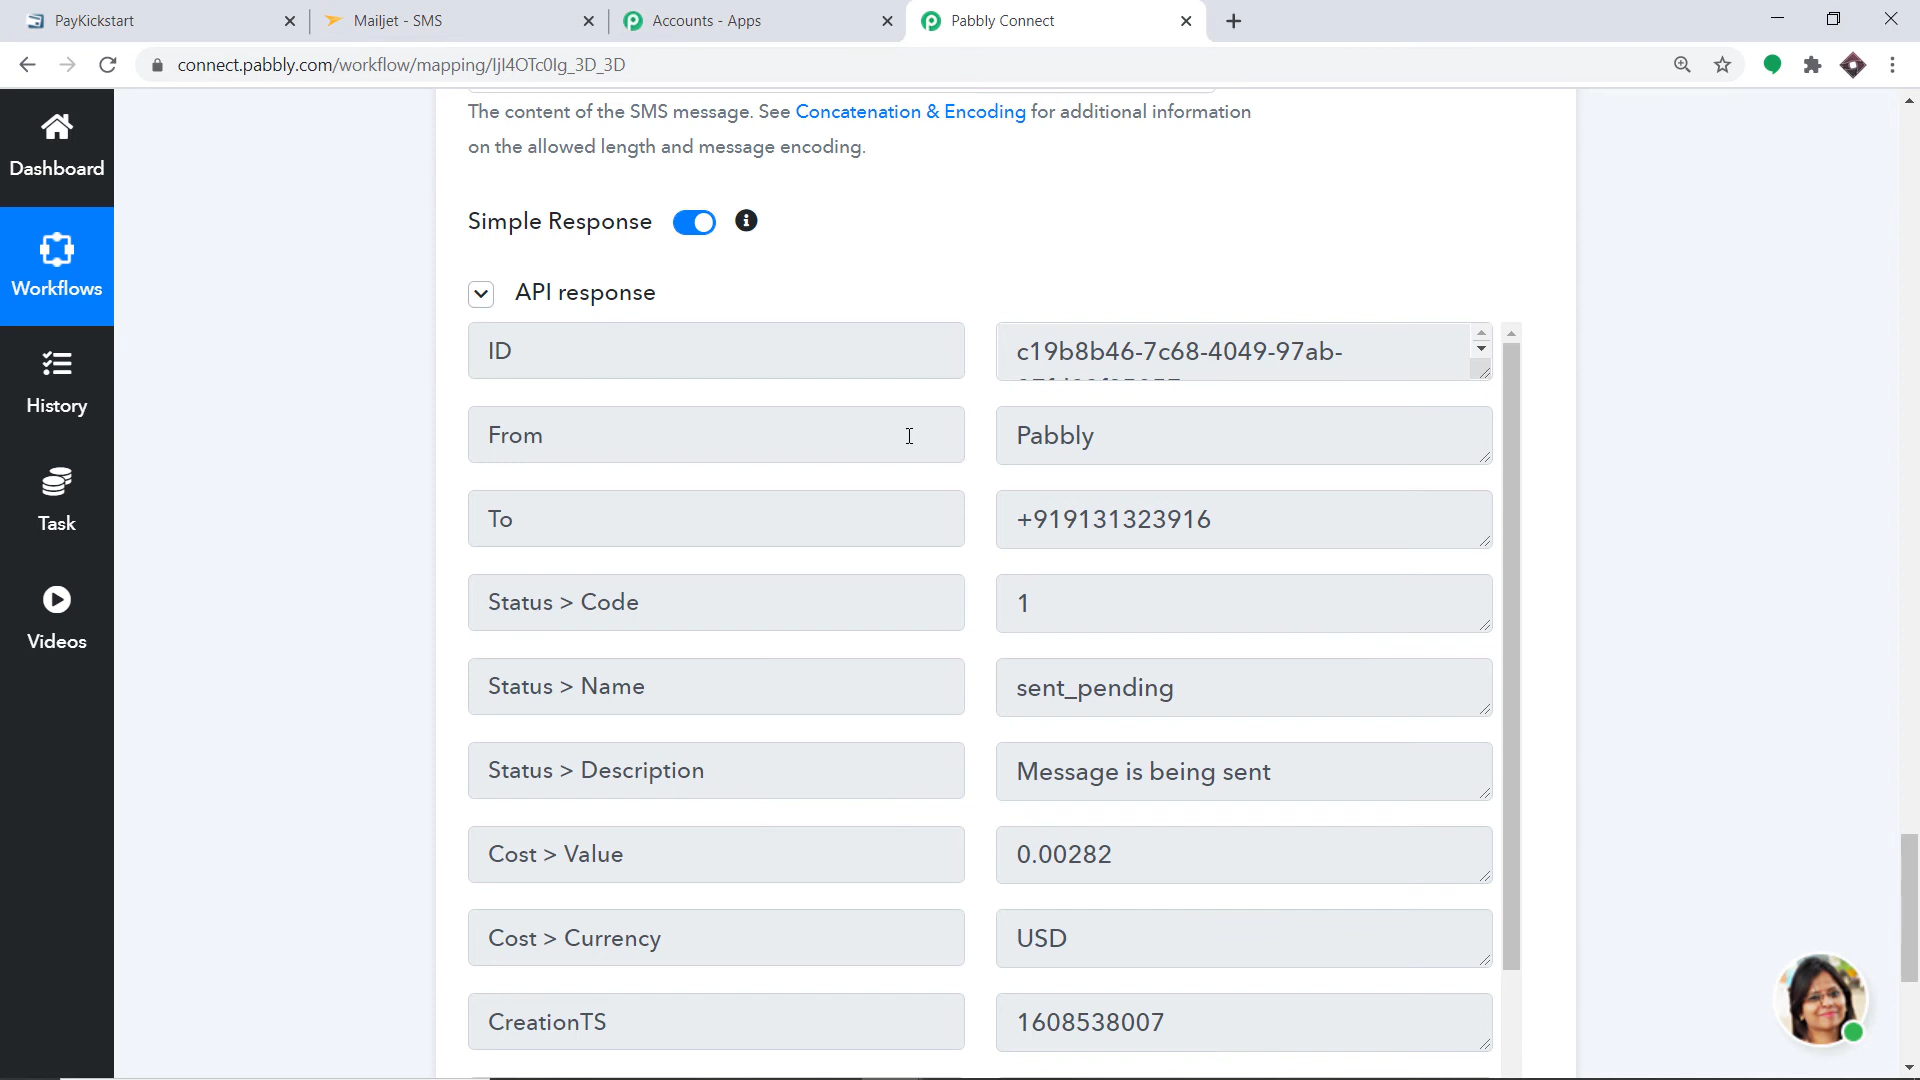 PayKickstart
Mailjet - SMS
Accounts - Apps
Pabbly Connect
connect.pabbly.com/workflow/mapping/IjI4OTc0Ig_3D_3D
Dashboard
Workflows
History
Task
Videos
The content of the SMS message. See Concatenation & Encoding for additional information
on the allowed length and message encoding.
Simple Response
API response
ID
c19b8b46-7c68-4049-97ab-
From
Pabbly
To
+919131323916
Status > Code
1
Status > Name
sent_pending
Status > Description
Message is being sent
Cost > Value
0.00282
Cost > Currency
USD
CreationTS
1608538007